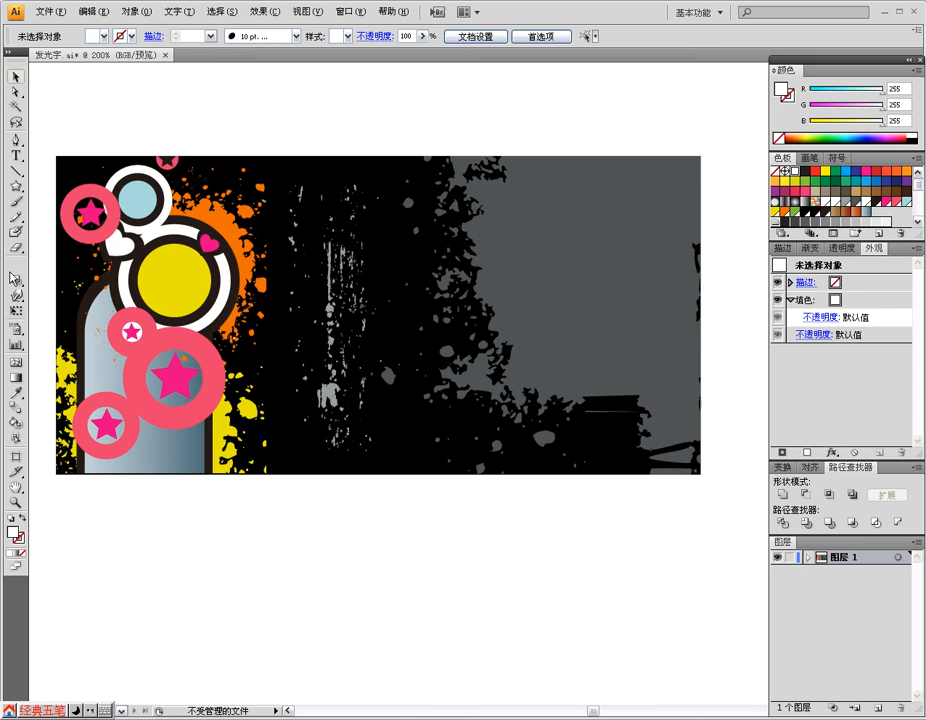 Ai 文件(F) 编辑(E) 对象(O) 文字(T) 选择(S) 效果(C) 视图(V) 窗口(W) 帮助(H) Br 基本功能
未选择对象 描边: 10 pt. ... 样式: 不透明度: 100 % 文档设置 首选项
发光字.ai* @ 200% (RGB/预览) ×
颜色
R 255
G 255
B 255
色板 画笔 符号
描边 渐变 透明度 外观
未选择对象
描边:
填色:
不透明度: 默认值
不透明度: 默认值
fx
变换 对齐 路径查找器
形状模式:
扩展
路径查找器:
图层
图层 1
经典五笔 不受管理的文件 1 个图层